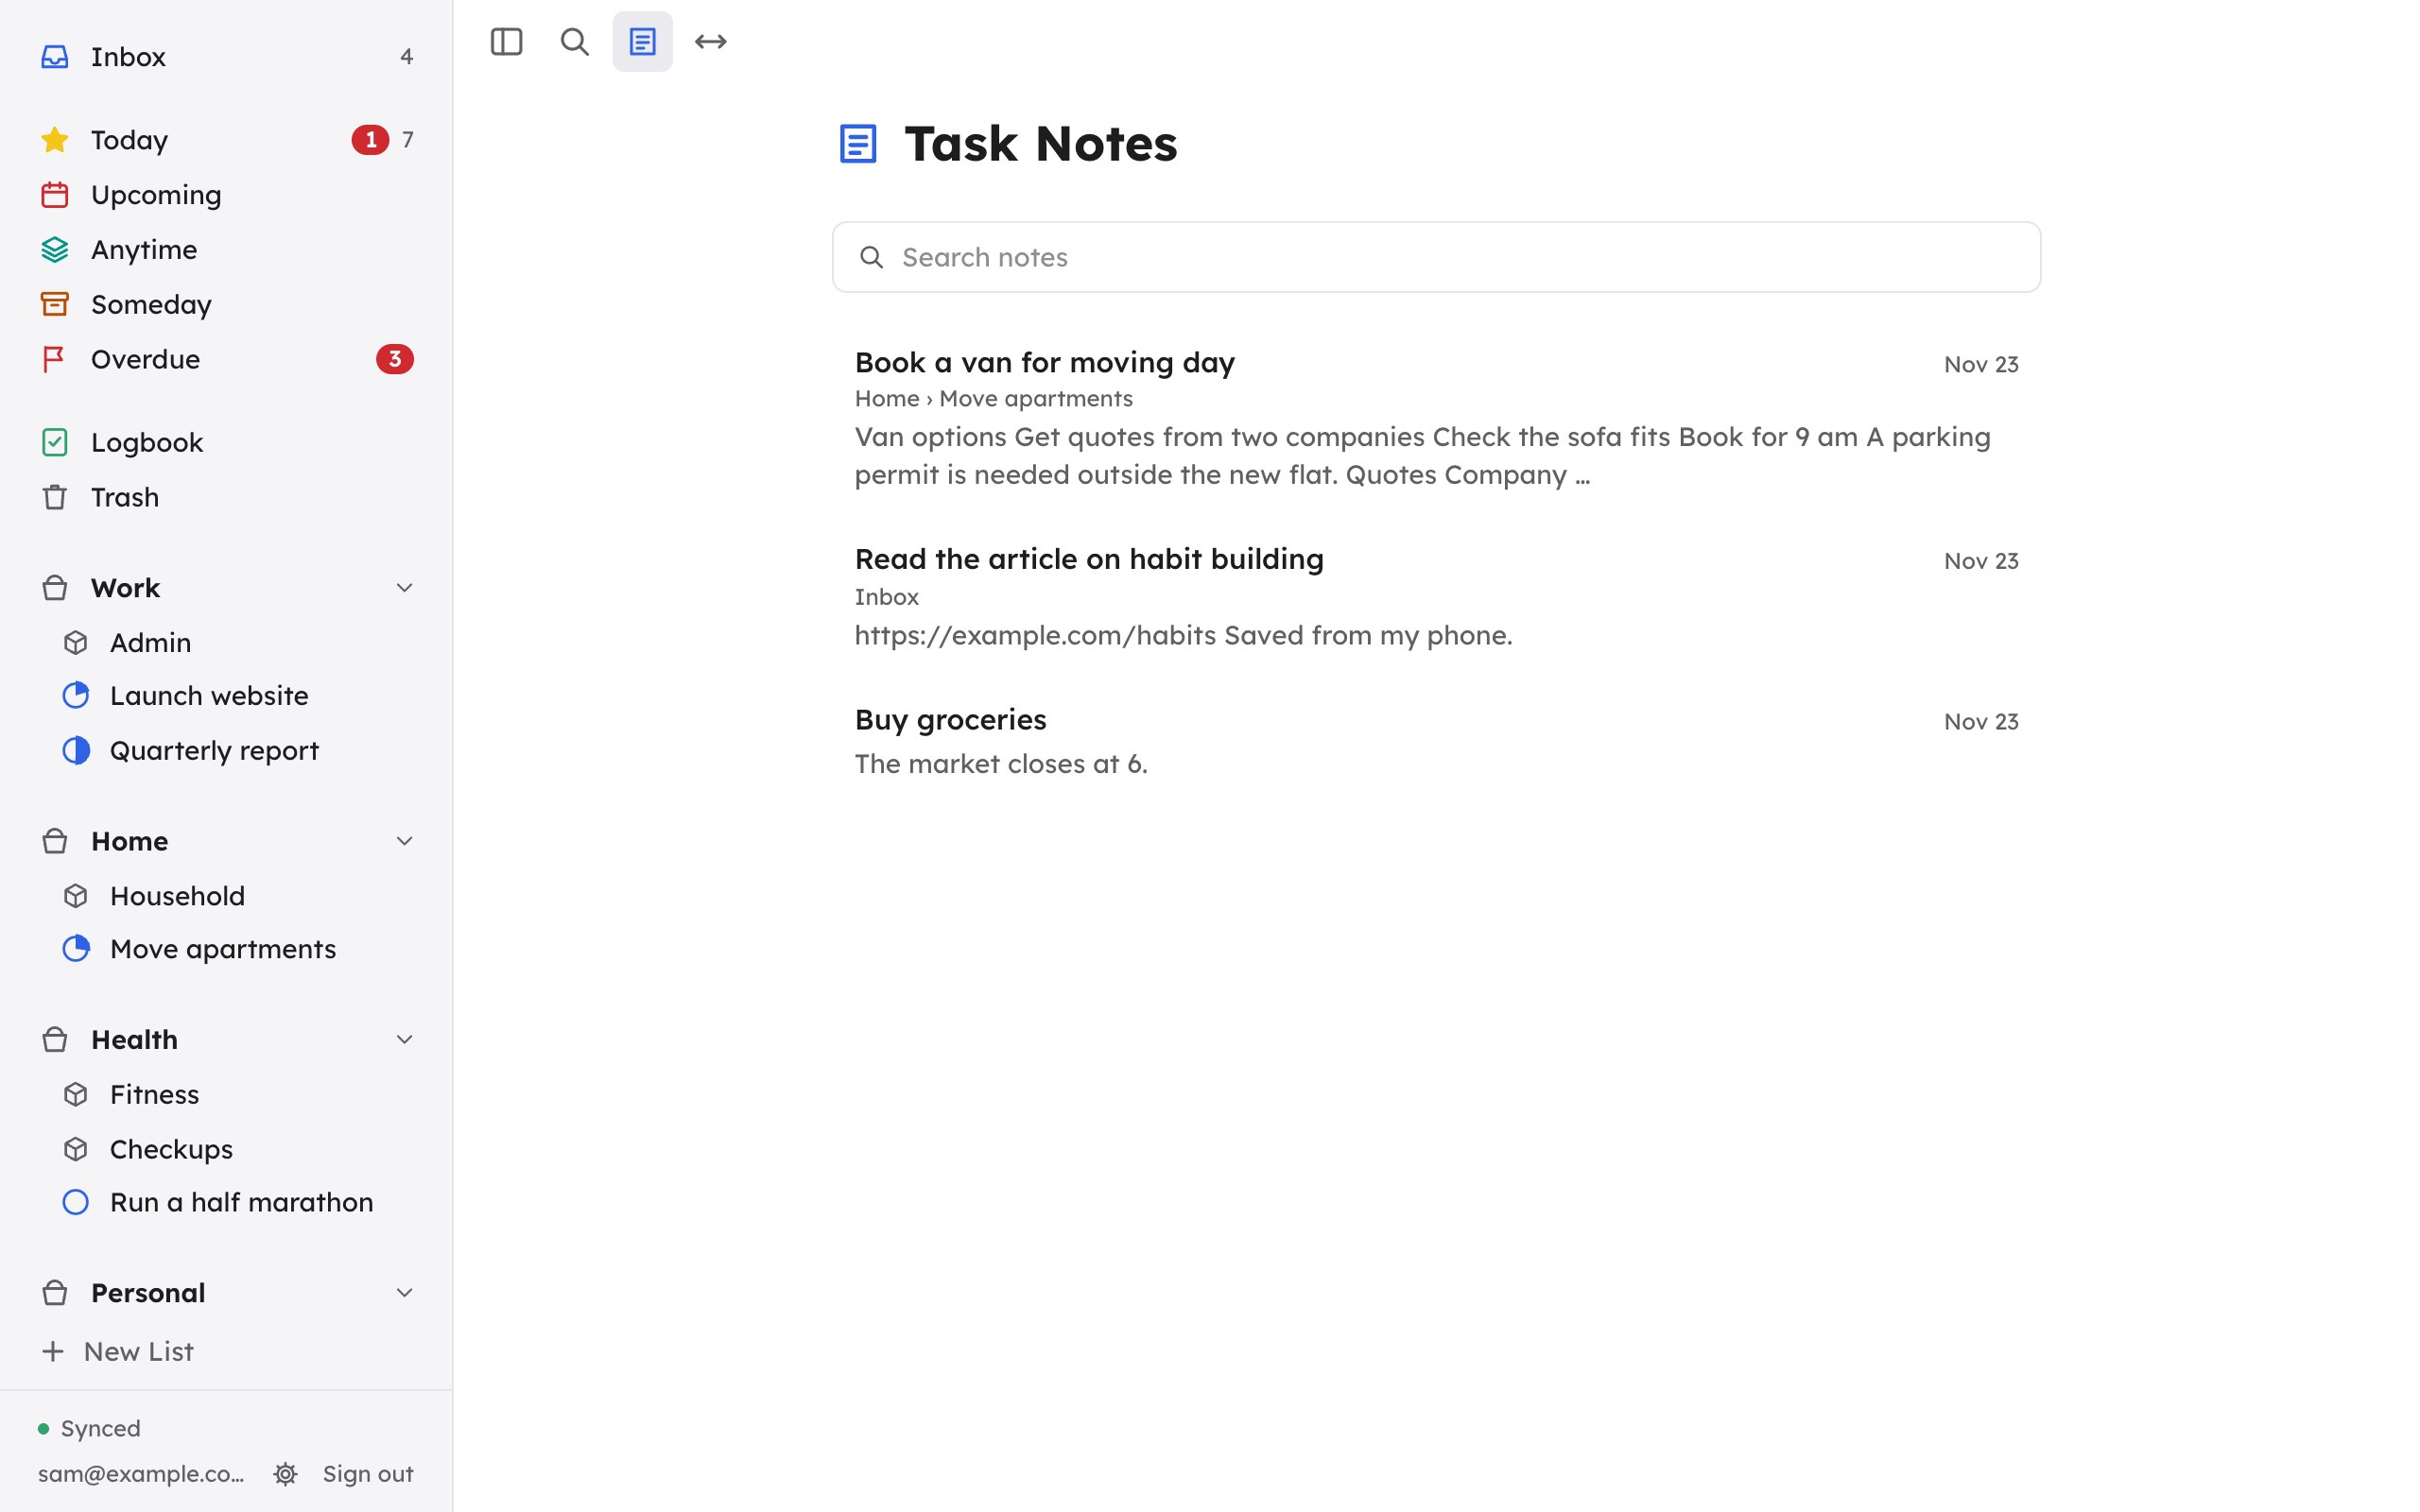 Inbox 4
Today 1 7
Upcoming
Anytime
Someday
Overdue 3
Logbook
Trash
Work
Admin
Launch website
Quarterly report
Home
Household
Move apartments
Health
Fitness
Checkups
Run a half marathon
Personal
New List
Synced
sam@example.co... Sign out
Task Notes
Search notes
Book a van for moving day Nov 23
Home › Move apartments
Van options Get quotes from two companies Check the sofa fits Book for 9 am A parking
permit is needed outside the new flat. Quotes Company ...
Read the article on habit building Nov 23
Inbox
https://example.com/habits Saved from my phone.
Buy groceries Nov 23
The market closes at 6.